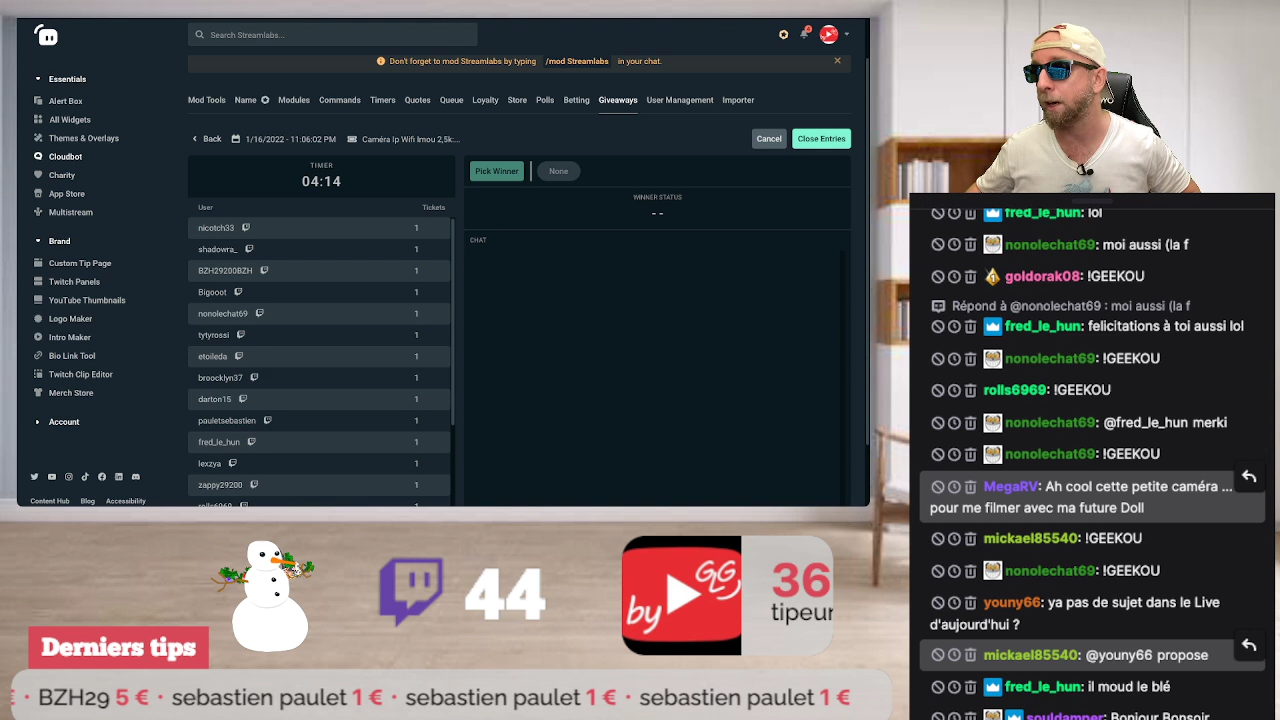 Search Streamlabs...
4
Don't forget to mod Streamlabs by typing /mod Streamlabs in your chat.
Essentials
Alert Box
All Widgets
Themes & Overlays
Cloudbot
Charity
App Store
Multistream
Brand
Custom Tip Page
Twitch Panels
YouTube Thumbnails
Logo Maker
Intro Maker
Bio Link Tool
Twitch Clip Editor
Merch Store
Account
Content Hub Blog Accessibility
Mod Tools Name Modules Commands Timers Quotes Queue Loyalty Store Polls Betting Giveaways User Management Importer
Back 1/16/2022 - 11:06:02 PM Caméra Ip Wifi Imou 2,5k:...
Cancel Close Entries
TIMER
04:14
User Tickets
nicotch33 1
shadowra_ 1
BZH29200BZH 1
Bigooot 1
nonolechat69 1
tytyrossi 1
etoileda 1
broocklyn37 1
darton15 1
pauletsebastien 1
fred_le_hun 1
lexzya 1
zappy29200 1
rolls6969 1
Pick Winner None
WINNER STATUS
--
CHAT
fred_le_hun: lol
nonolechat69: moi aussi (la f
goldorak08: !GEEKOU
Répond à @nonolechat69 : moi aussi (la f
fred_le_hun: felicitations à toi aussi lol
nonolechat69: !GEEKOU
rolls6969: !GEEKOU
nonolechat69: @fred_le_hun merki
nonolechat69: !GEEKOU
MegaRV: Ah cool cette petite caméra ...
pour me filmer avec ma future Doll
mickael85540: !GEEKOU
nonolechat69: !GEEKOU
youny66: ya pas de sujet dans le Live
d'aujourd'hui ?
mickael85540: @youny66 propose
fred_le_hun: il moud le blé
souldamper: Bonjour Bonsoir
44
by GLG
36
tipeur
Derniers tips
€ · BZH29 5 € · sebastien paulet 1 € · sebastien paulet 1 € · sebastien paulet 1 €